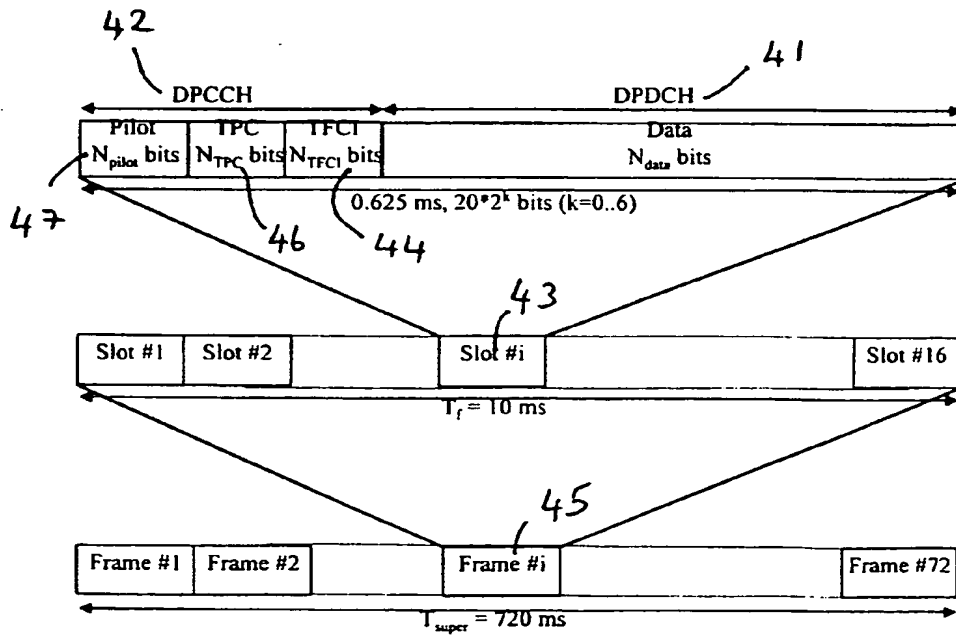 42
41
DPCCH
DPDCH
Pilot
N_pilot bits
TPC
N_TPC bits
TFCI
N_TFCI bits
Data
N_data bits
0.625 ms, 20*2^k bits (k=0..6)
47
46
44
43
Slot #1
Slot #2
Slot #i
Slot #16
T_f = 10 ms
45
Frame #1
Frame #2
Frame #i
Frame #72
T_super = 720 ms